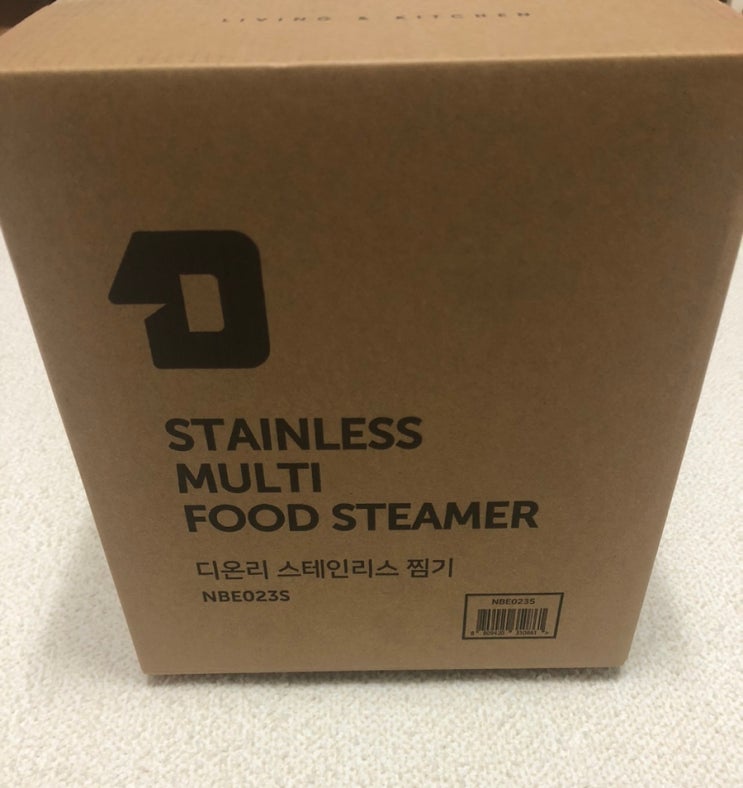 LIVING & KITCHEN
STAINLESS
MULTI
FOOD STEAMER
디온리 스테인리스 찜기
NBE023S
NBE023S